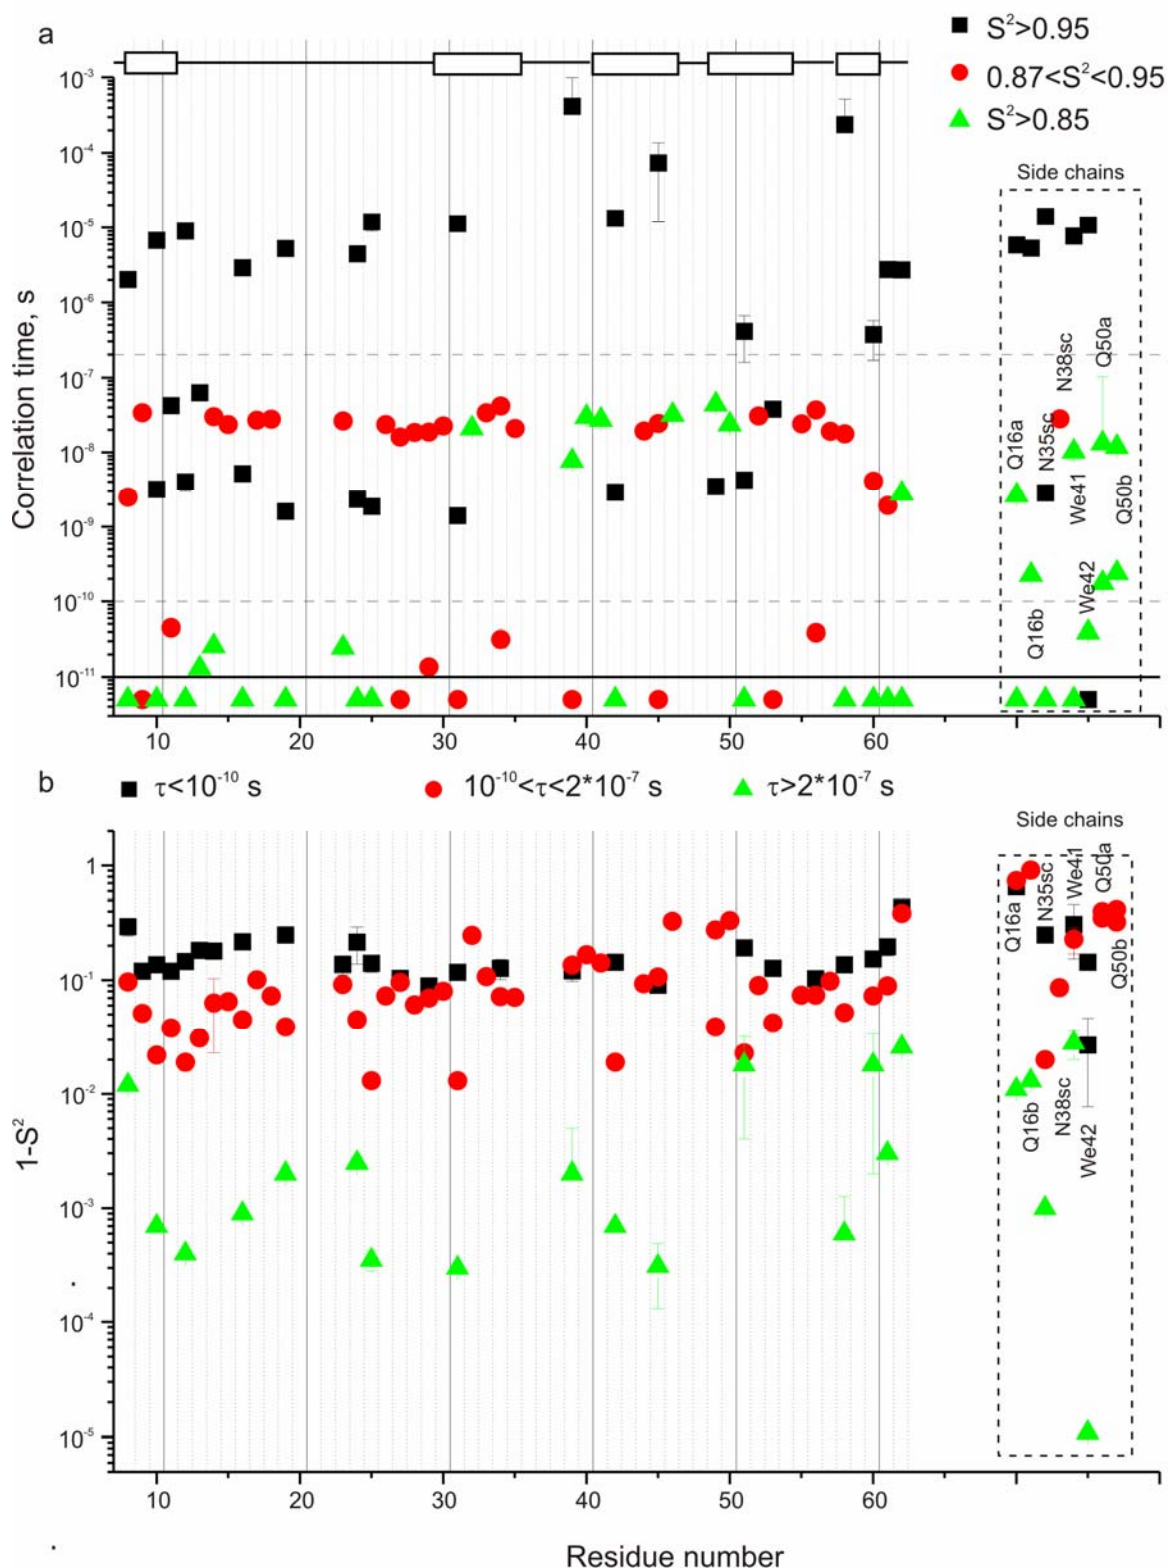 a
S²>0.95
0.87<S²<0.95
S²>0.85
Side chains
10⁻³
10⁻⁴
10⁻⁵
10⁻⁶
10⁻⁷
10⁻⁸
10⁻⁹
10⁻¹⁰
10⁻¹¹
Correlation time, s
Q16a
Q16b
N35sc
N38sc
We41
We42
Q50a
Q50b
10 20 30 40 50 60
b
τ<10⁻¹⁰ s 10⁻¹⁰<τ<2*10⁻⁷ s τ>2*10⁻⁷ s
Side chains
1
10⁻¹
10⁻²
10⁻³
10⁻⁴
10⁻⁵
1-S²
Q16a
Q16b
N35sc
N38sc
We41
We42
Q50a
Q50b
10 20 30 40 50 60
Residue number